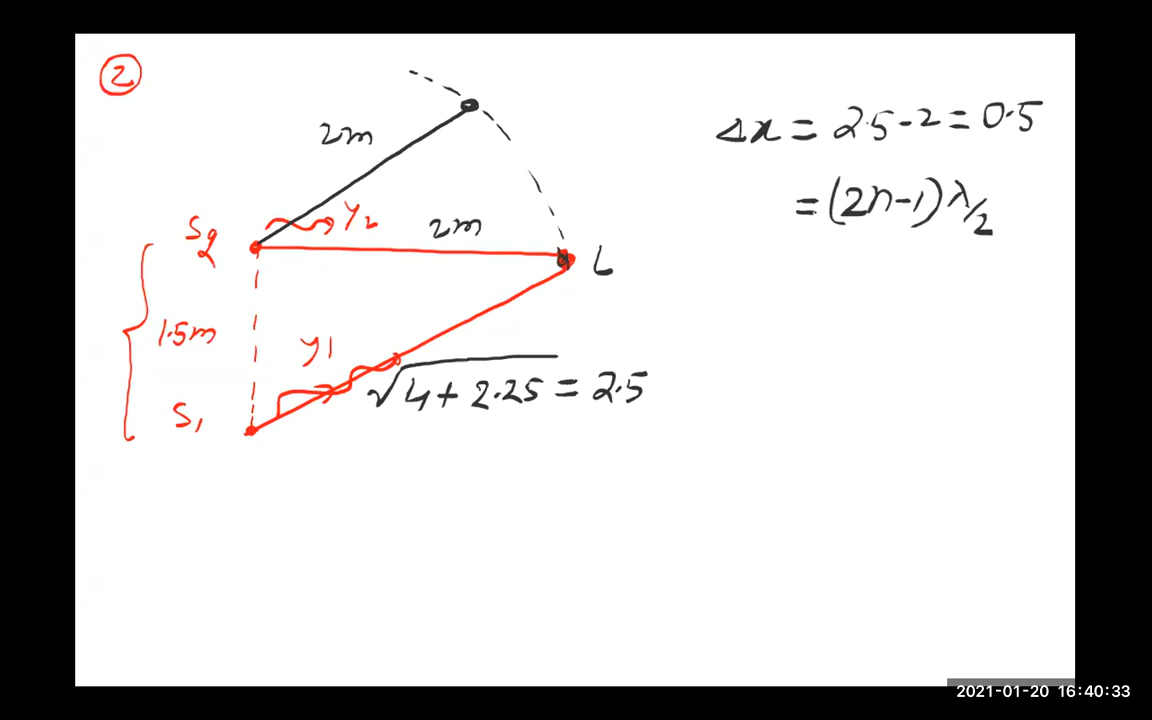 2
2m
Δx = 2.5-2 = 0.5
= (2n-1) λ/2
S2
y2
2m
L
1.5m
y1
√4+2.25 = 2.5
S1
2021-01-20 16:40:33